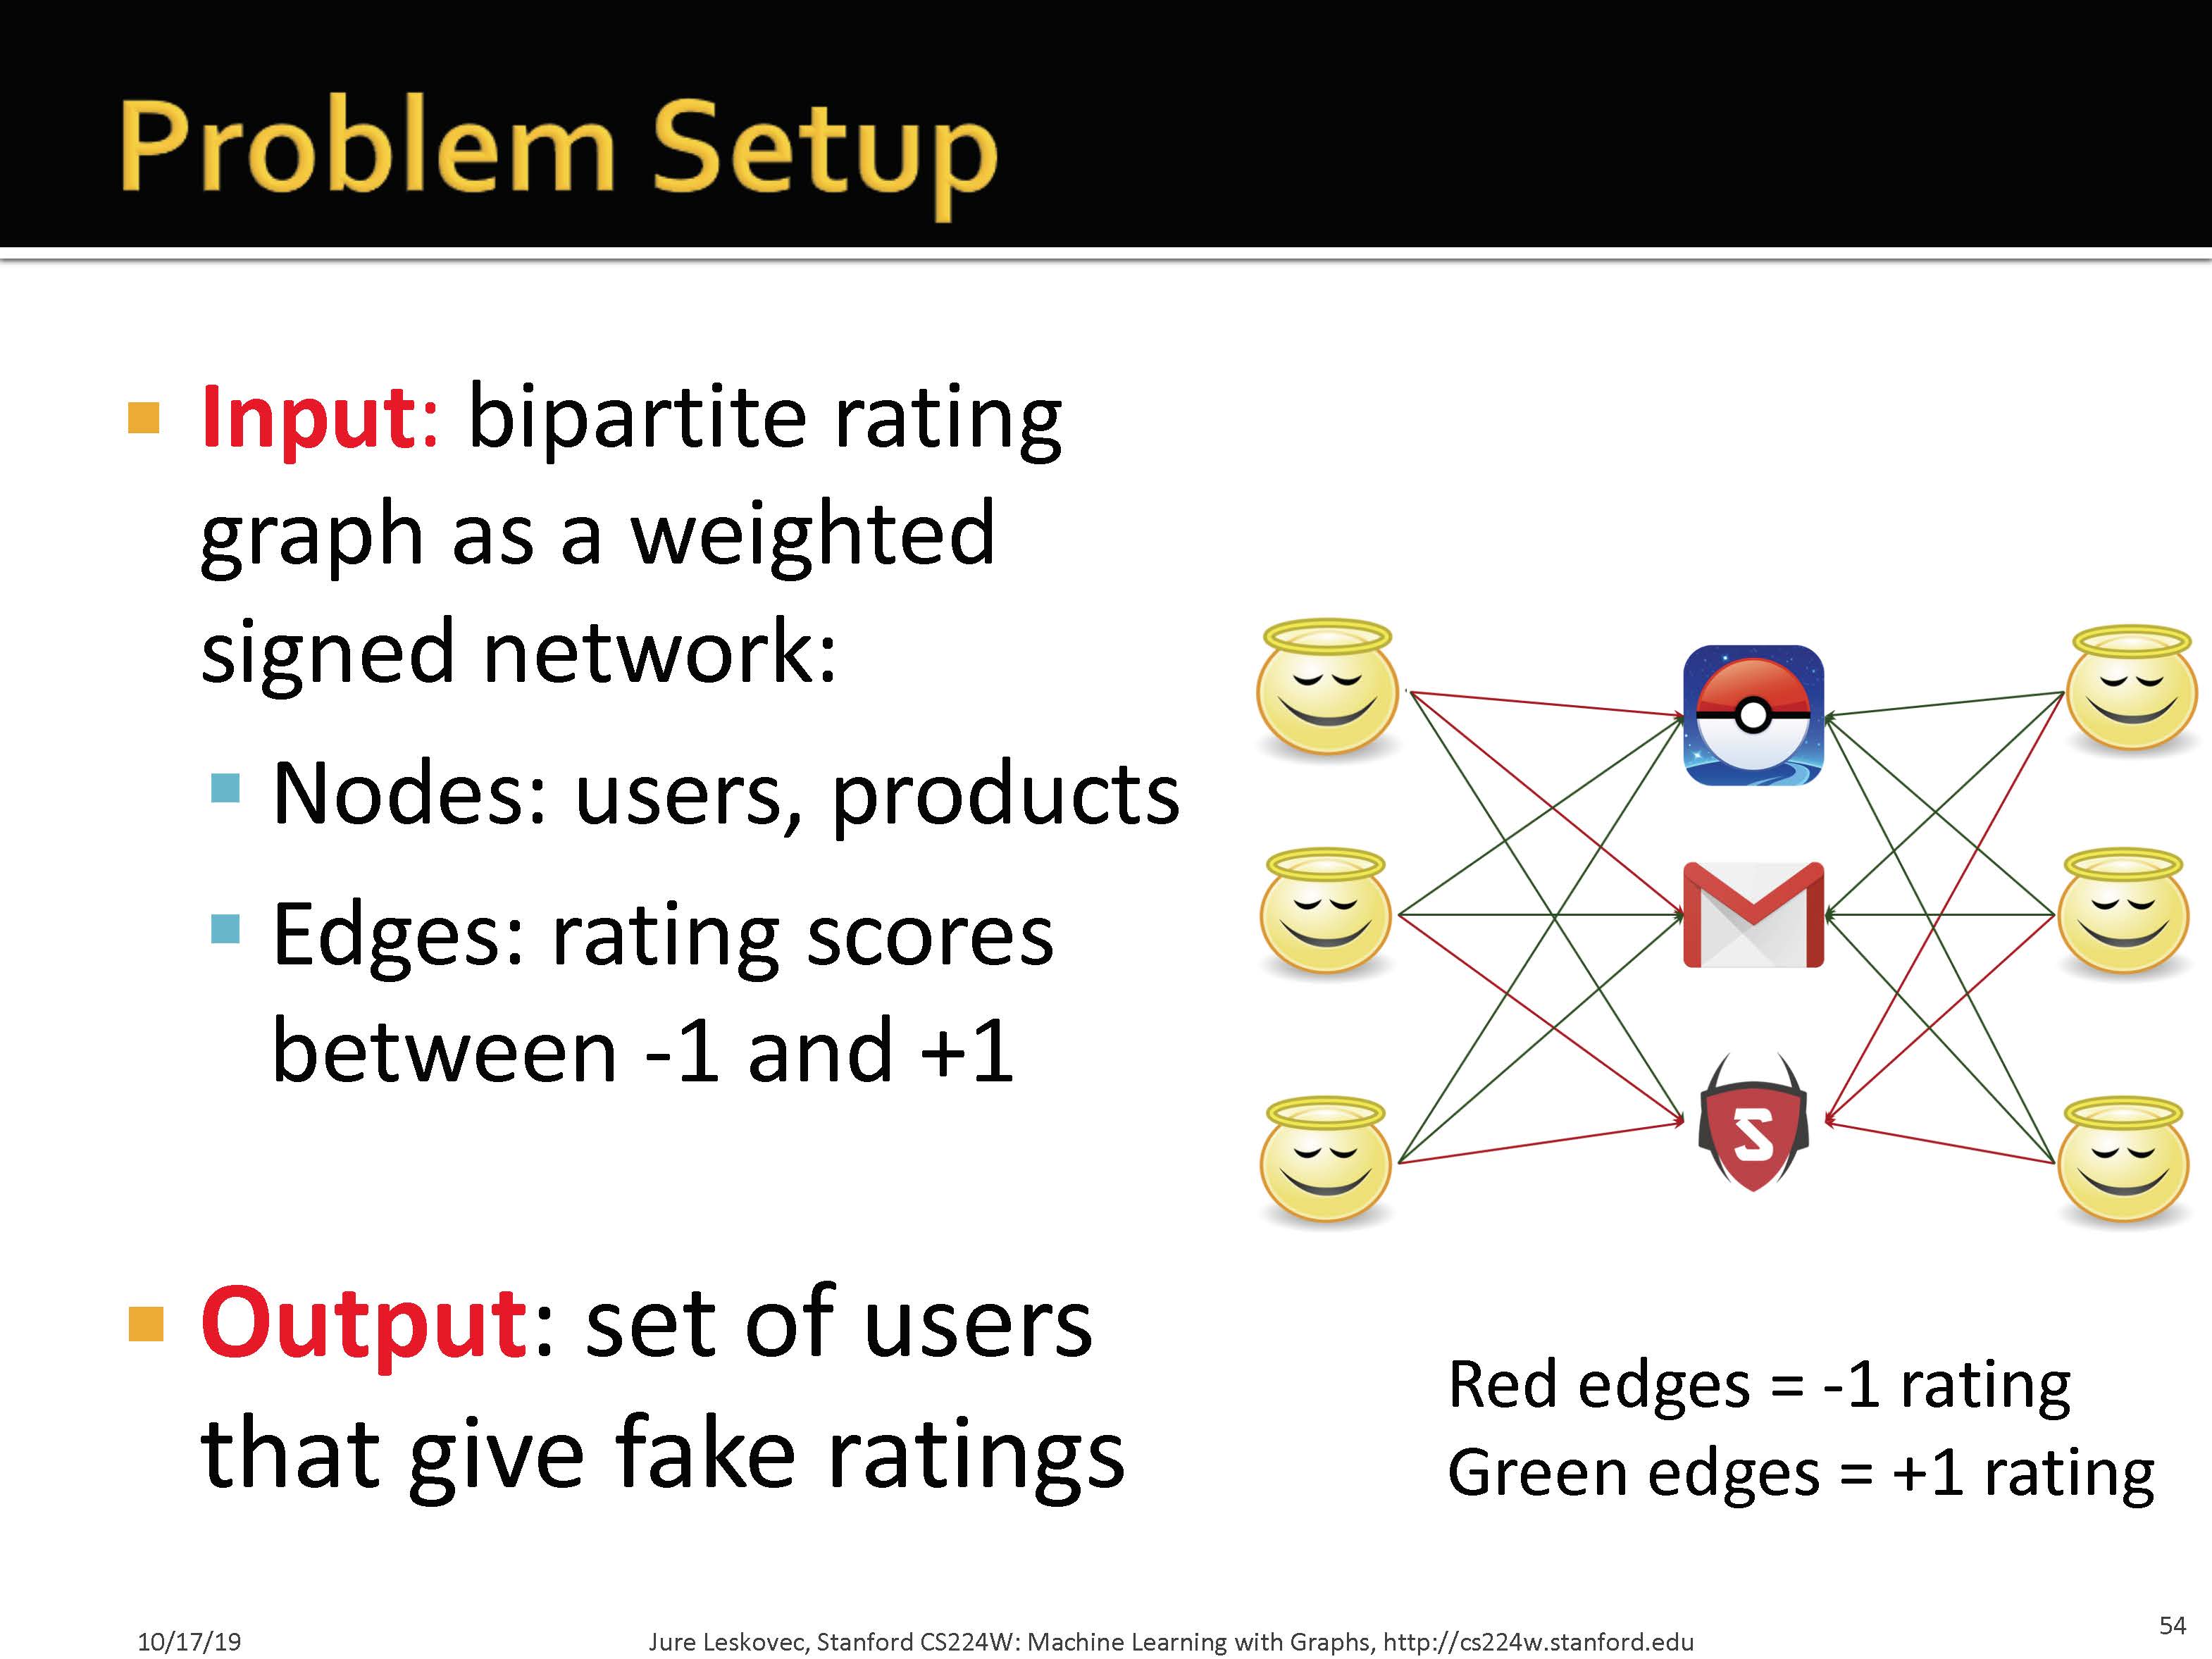 Problem Setup
Input: bipartite rating
graph as a weighted
signed network:
Nodes: users, products
Edges: rating scores
between -1 and +1
Output: set of users
that give fake ratings
S
Red edges = -1 rating
Green edges = +1 rating
10/17/19
Jure Leskovec, Stanford CS224W: Machine Learning with Graphs, http://cs224w.stanford.edu
54